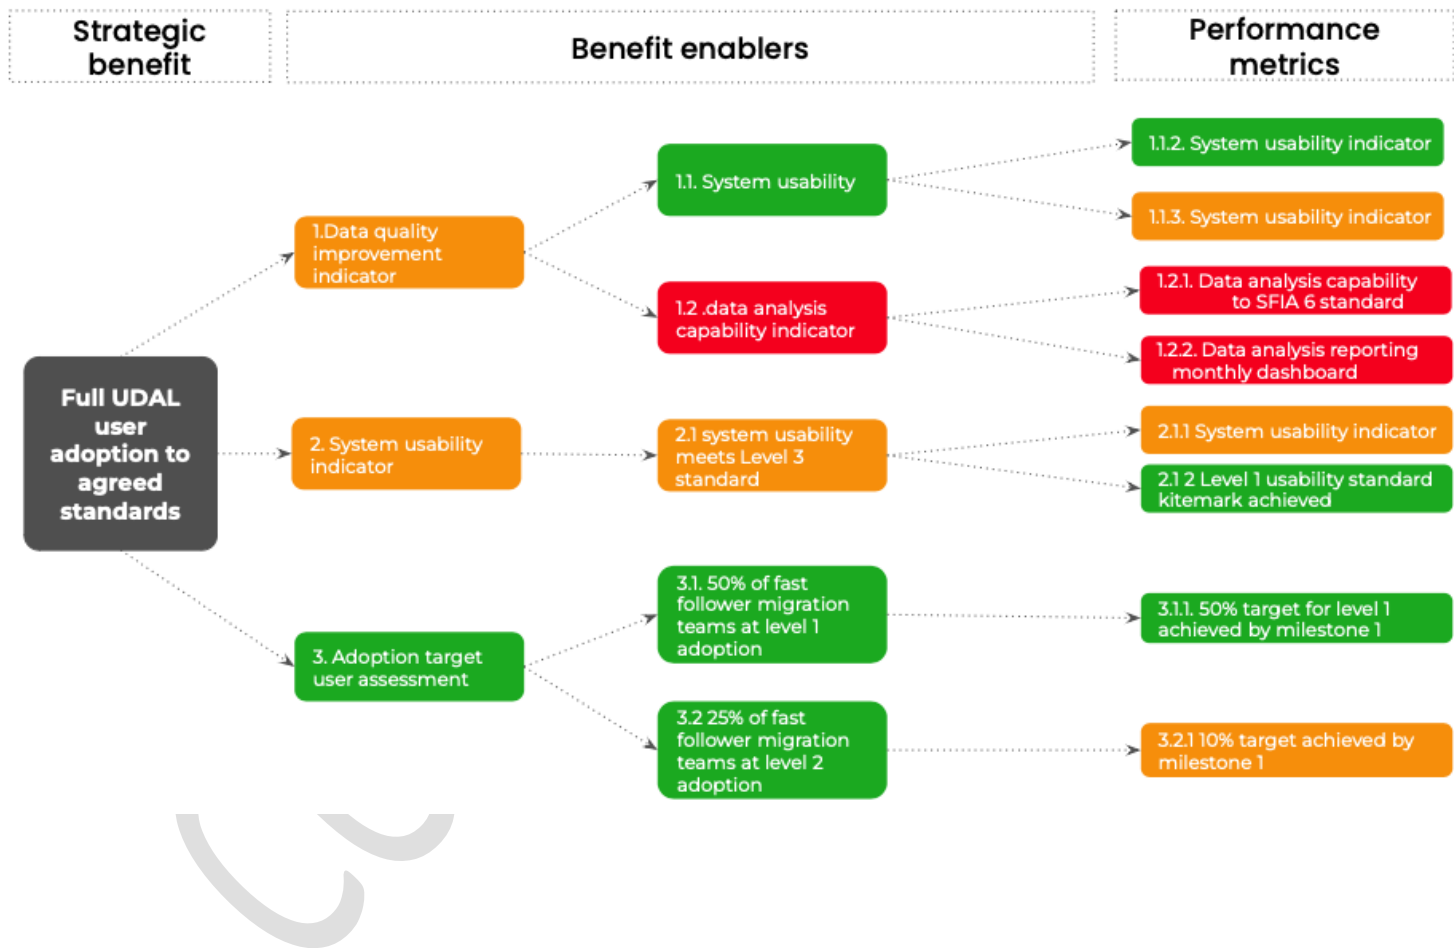 Strategic
benefit
Benefit enablers
Performance
metrics
1.1.2. System usability indicator
1.1. System usability
1.1.3. System usability indicator
1.Data quality
improvement
indicator
1.2.1. Data analysis capability
to SFIA 6 standard
1.2 .data analysis
capability indicator
1.2.2. Data analysis reporting
monthly dashboard
Full UDAL
user
adoption to
agreed
standards
2. System usability
indicator
2.1 system usability
meets Level 3
standard
2.1.1 System usability indicator
2.1 2 Level 1 usability standard
kitemark achieved
3.1. 50% of fast
follower migration
teams at level 1
adoption
3.1.1. 50% target for level 1
achieved by milestone 1
3. Adoption target
user assessment
3.2 25% of fast
follower migration
teams at level 2
adoption
3.2.1 10% target achieved by
milestone 1